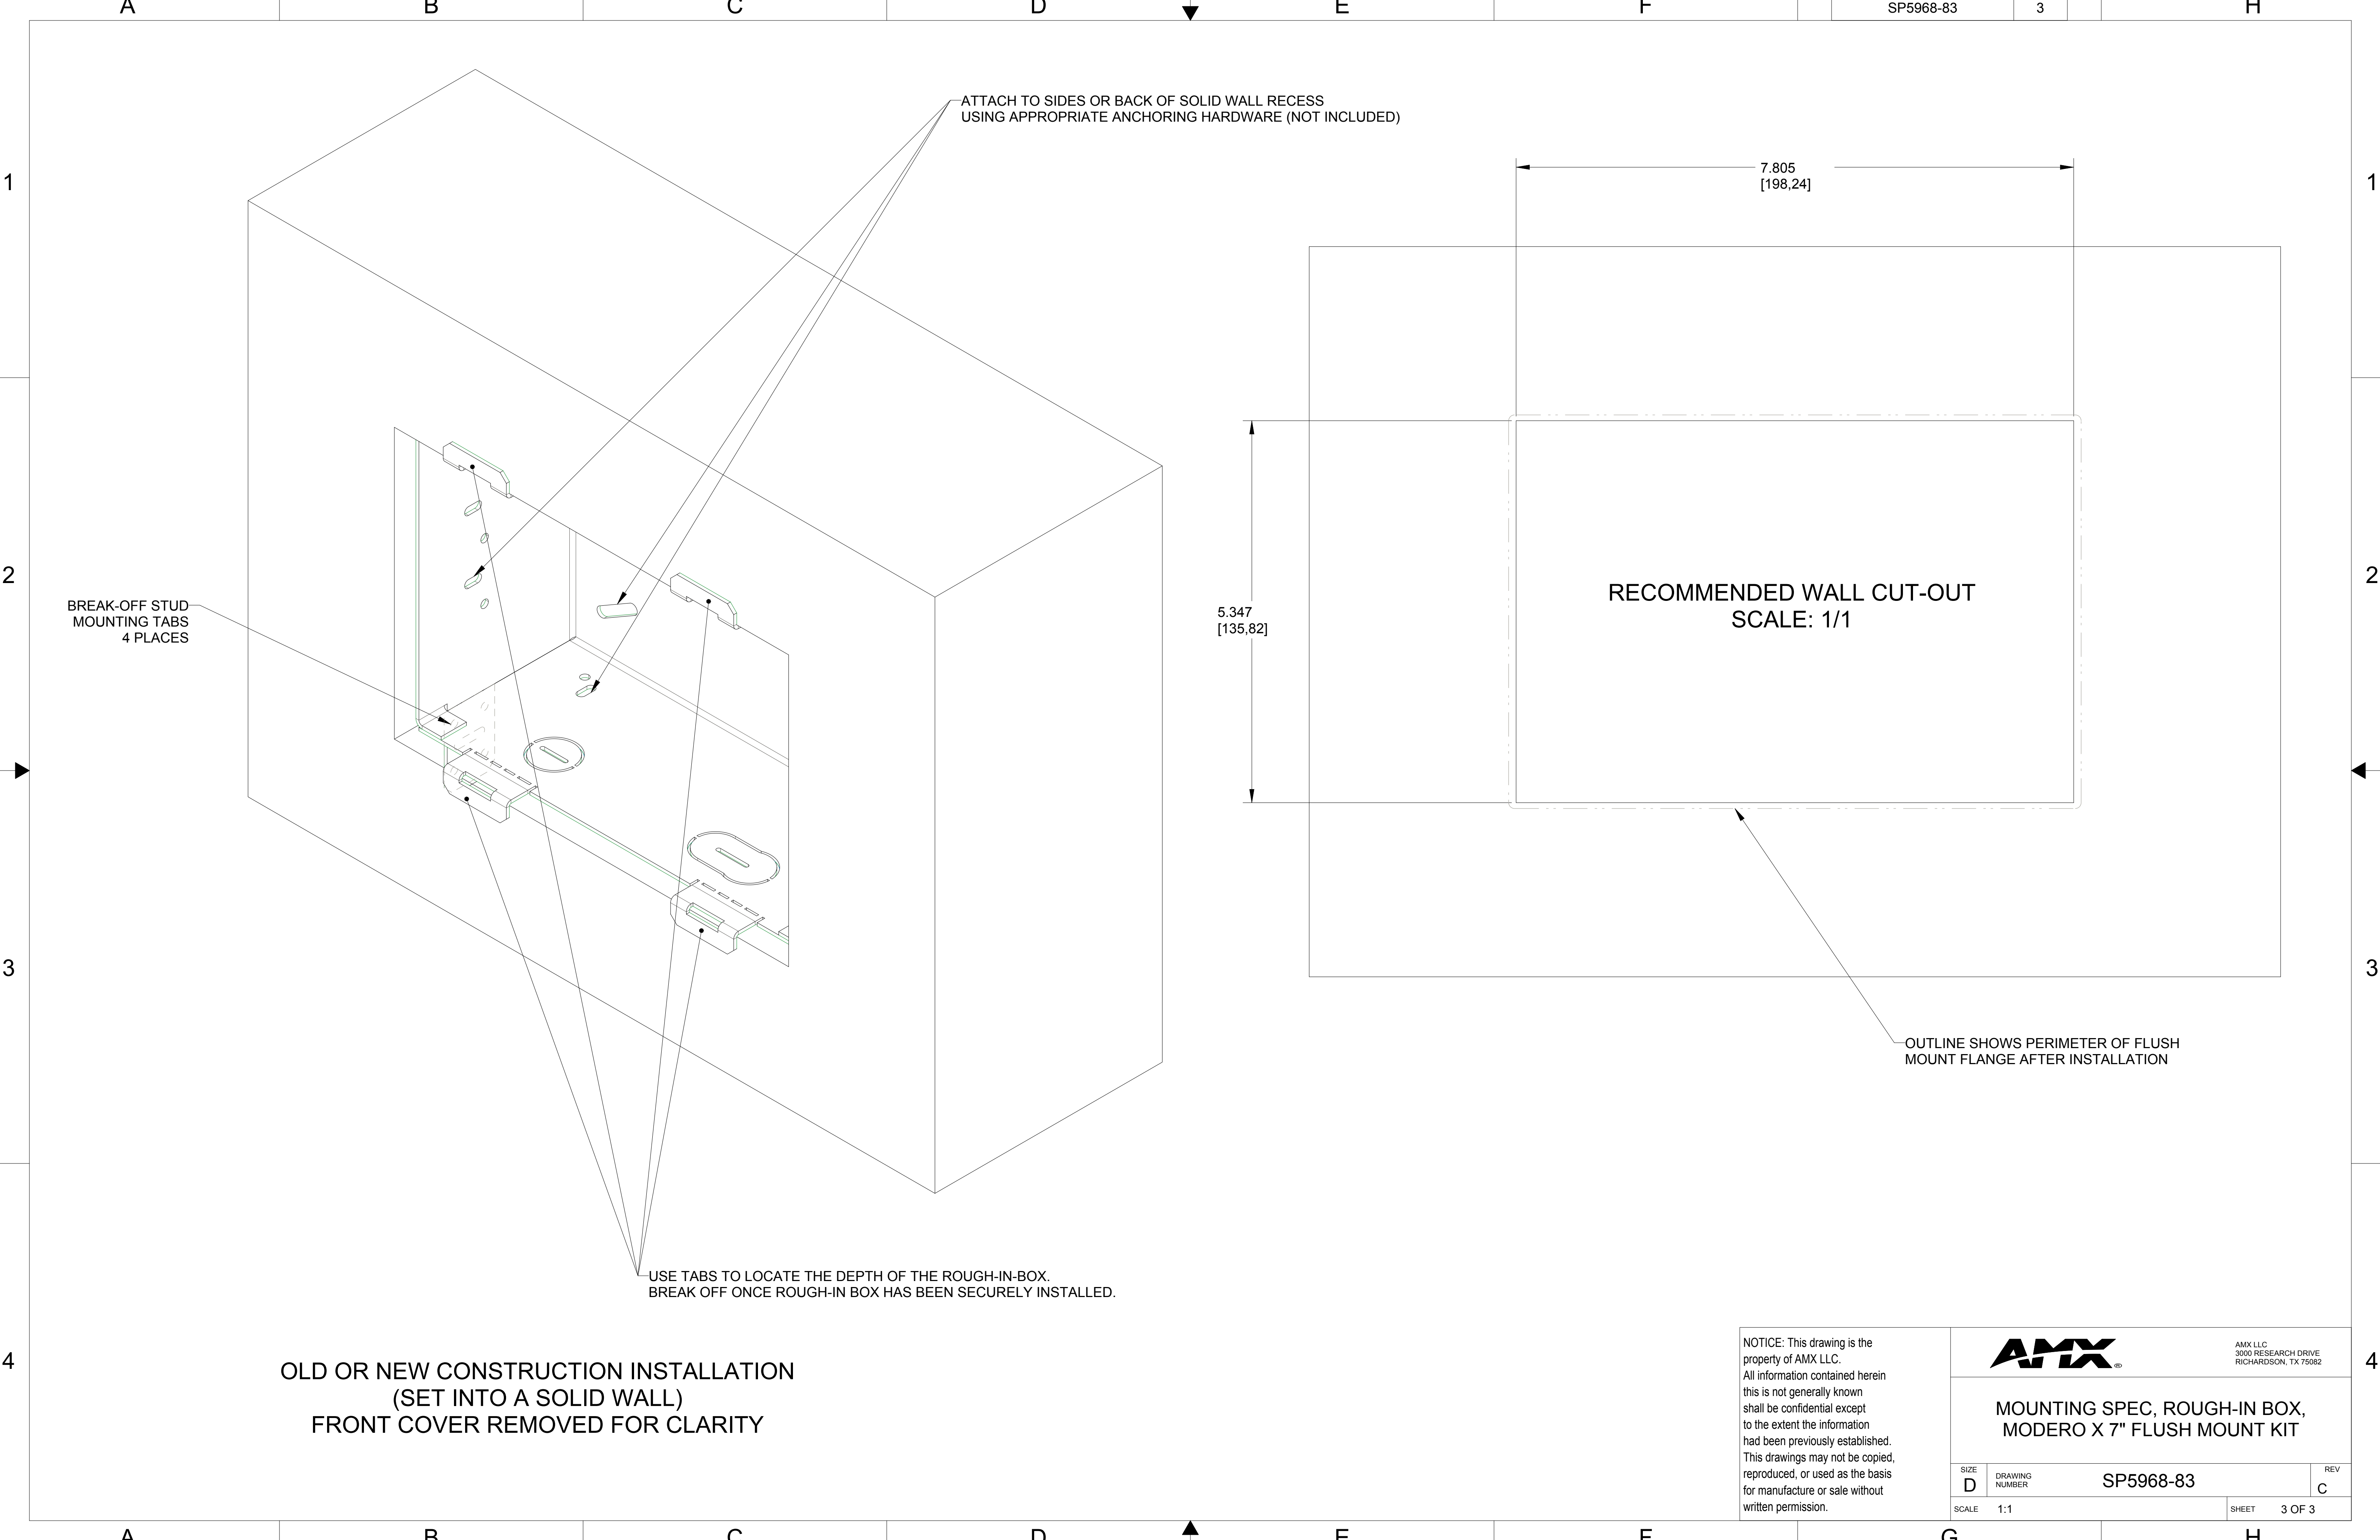 A B C D E F H
SP5968-83 3
1 1
ATTACH TO SIDES OR BACK OF SOLID WALL RECESS
USING APPROPRIATE ANCHORING HARDWARE (NOT INCLUDED)
7.805
[198,24]
2 2
BREAK-OFF STUD
MOUNTING TABS
4 PLACES
5.347
[135,82]
RECOMMENDED WALL CUT-OUT
SCALE: 1/1
3 3
OUTLINE SHOWS PERIMETER OF FLUSH
MOUNT FLANGE AFTER INSTALLATION
USE TABS TO LOCATE THE DEPTH OF THE ROUGH-IN-BOX.
BREAK OFF ONCE ROUGH-IN BOX HAS BEEN SECURELY INSTALLED.
4 4
OLD OR NEW CONSTRUCTION INSTALLATION
(SET INTO A SOLID WALL)
FRONT COVER REMOVED FOR CLARITY
NOTICE: This drawing is the
property of AMX LLC.
All information contained herein
this is not generally known
shall be confidential except
to the extent the information
had been previously established.
This drawings may not be copied,
reproduced, or used as the basis
for manufacture or sale without
written permission.
AMX®
AMX LLC
3000 RESEARCH DRIVE
RICHARDSON, TX 75082
MOUNTING SPEC, ROUGH-IN BOX,
MODERO X 7" FLUSH MOUNT KIT
SIZE
D
DRAWING
NUMBER
SP5968-83
REV
C
SCALE 1:1
SHEET 3 OF 3
A B C D E F G H